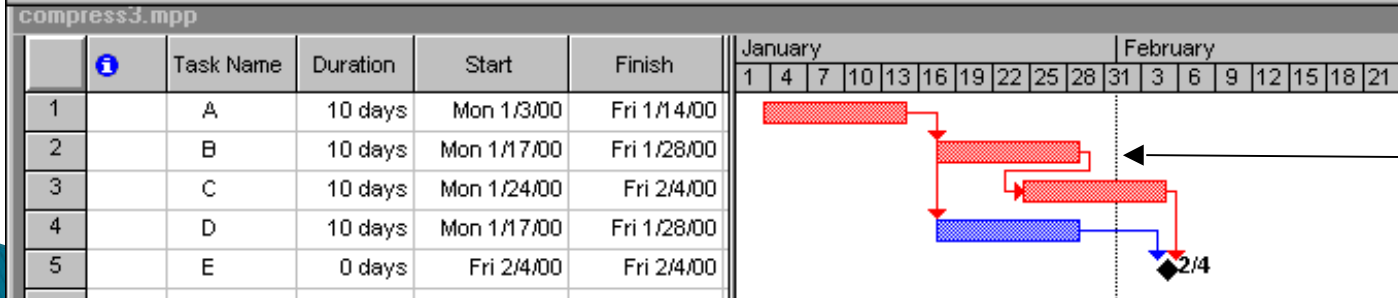 compress3.mpp
January February
Task Name Duration Start Finish
1 4 7 10 13 16 19 22 25 28 31 3 6 9 12 15 18 21
1 A 10 days Mon 1/3/00 Fri 1/14/00
2 B 10 days Mon 1/17/00 Fri 1/28/00
3 C 10 days Mon 1/24/00 Fri 2/4/00
4 D 10 days Mon 1/17/00 Fri 1/28/00
5 E 0 days Fri 2/4/00 Fri 2/4/00 2/4